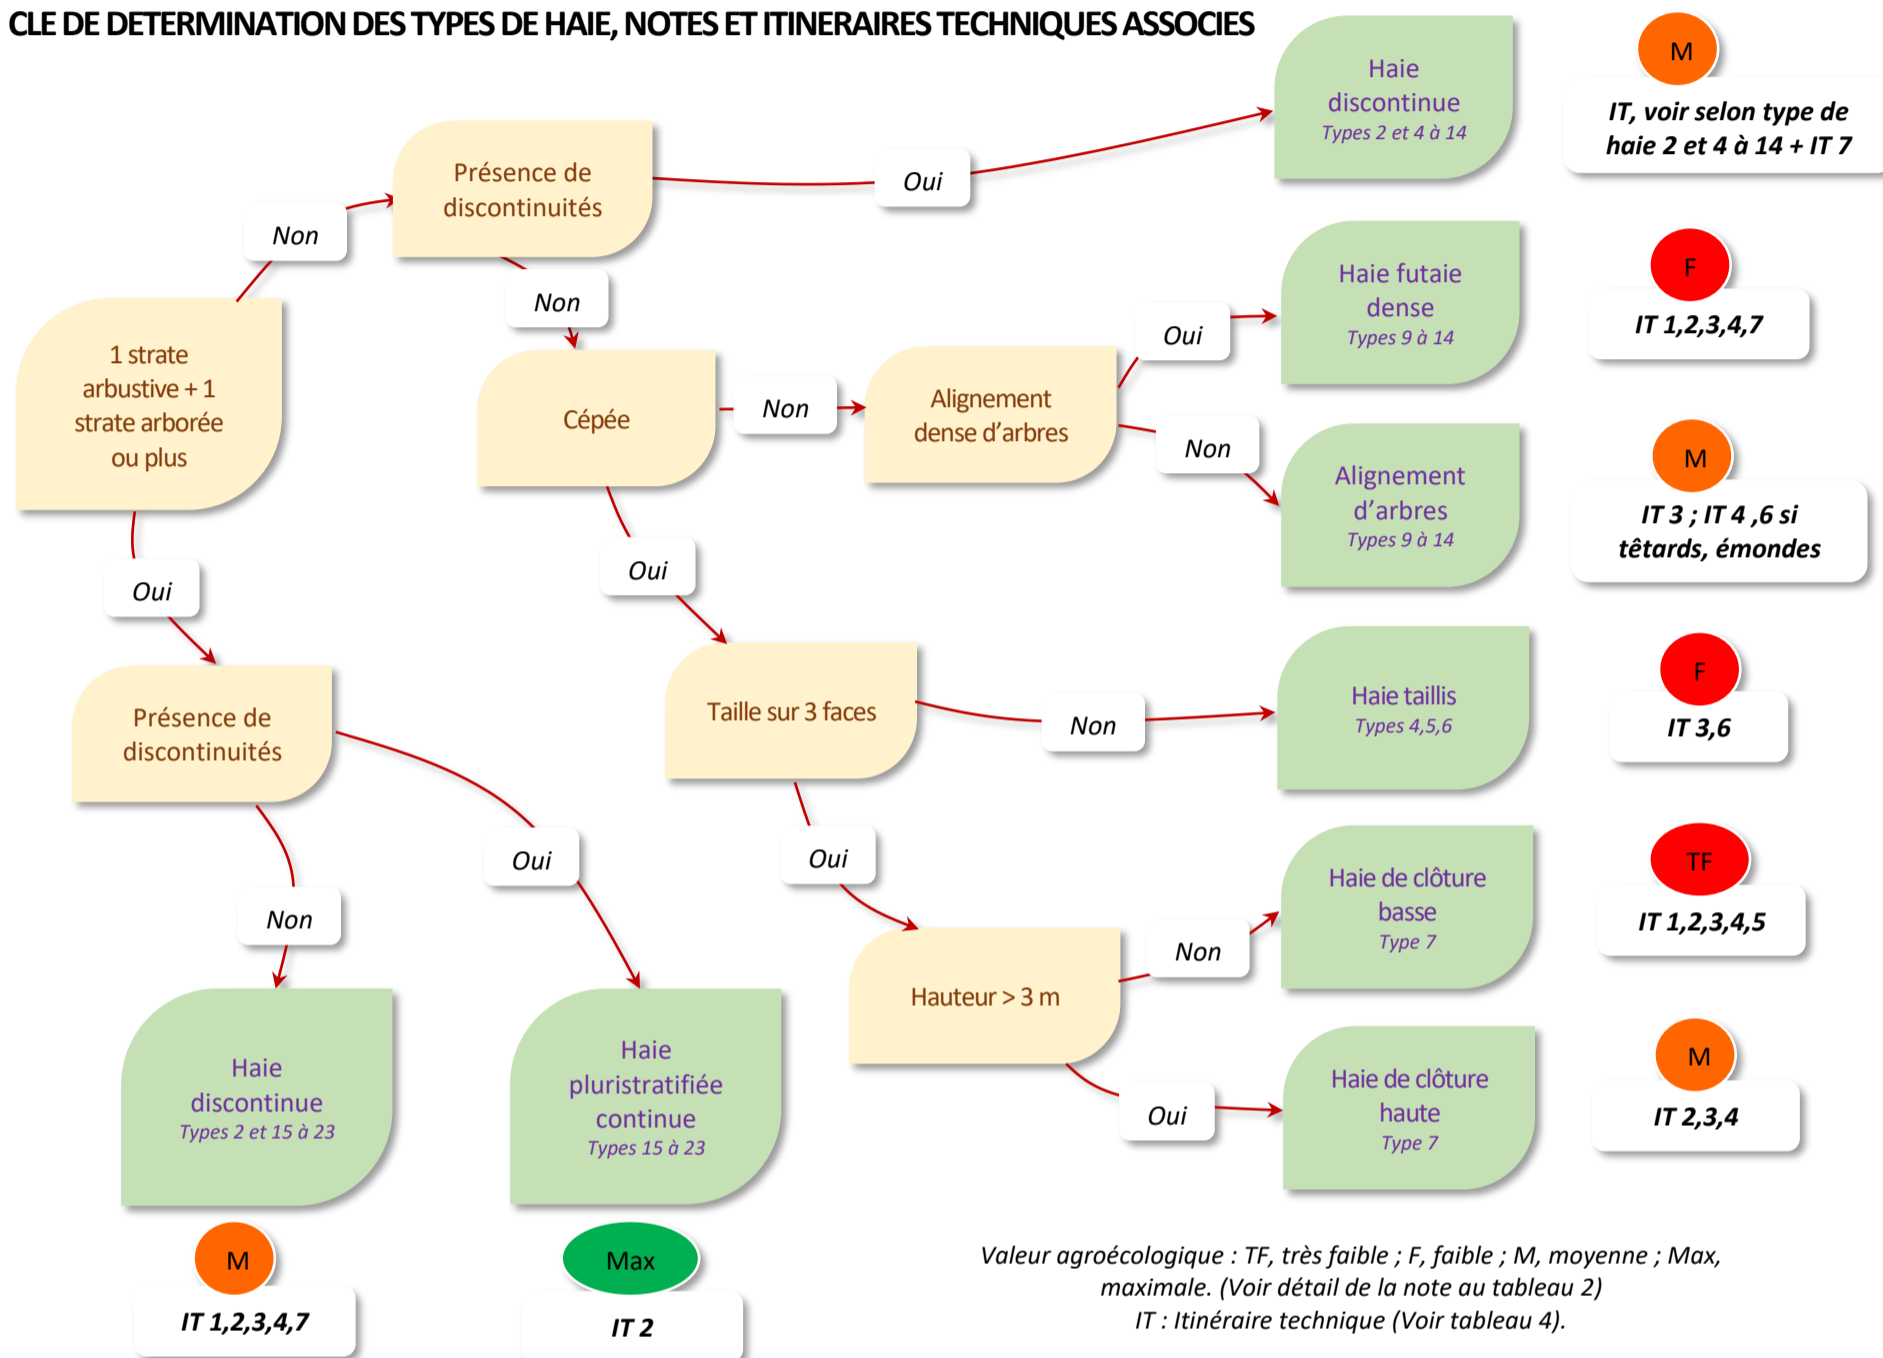 CLE DE DETERMINATION DES TYPES DE HAIE, NOTES ET ITINERAIRES TECHNIQUES ASSOCIES
Haie
discontinue
Types 2 et 4 à 14
M
IT, voir selon type de
haie 2 et 4 à 14 + IT 7
Présence de
discontinuités
Oui
Non
Non
Haie futaie
dense
Types 9 à 14
F
IT 1,2,3,4,7
1 strate
arbustive + 1
strate arborée
ou plus
Cépée
Non
Alignement
dense d’arbres
Oui
Non
Alignement
d’arbres
Types 9 à 14
M
IT 3 ; IT 4 ,6 si
têtards, émondes
Oui
Oui
Présence de
discontinuités
Taille sur 3 faces
Non
Haie taillis
Types 4,5,6
F
IT 3,6
Oui
Oui
Non
Haie de clôture
basse
Type 7
TF
IT 1,2,3,4,5
Hauteur > 3 m
Non
Oui
Haie de clôture
haute
Type 7
M
IT 2,3,4
Haie
discontinue
Types 2 et 15 à 23
Haie
pluristratifiée
continue
Types 15 à 23
M
IT 1,2,3,4,7
Max
IT 2
Valeur agroécologique : TF, très faible ; F, faible ; M, moyenne ; Max,
maximale. (Voir détail de la note au tableau 2)
IT : Itinéraire technique (Voir tableau 4).